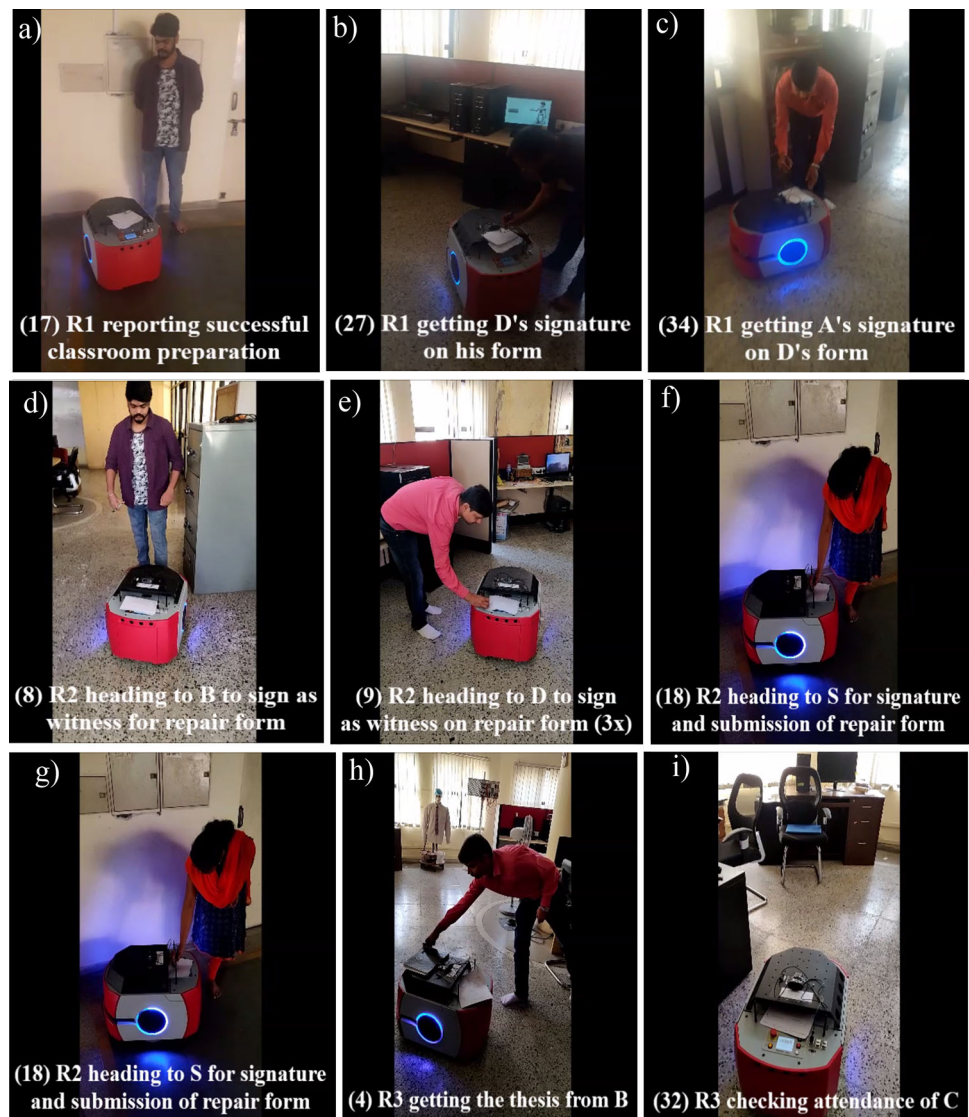 a)
(17) R1 reporting successful
classroom preparation
b)
(27) R1 getting D's signature
on his form
c)
(34) R1 getting A's signature
on D's form
d)
(8) R2 heading to B to sign as
witness for repair form
e)
(9) R2 heading to D to sign
as witness on repair form (3x)
f)
(18) R2 heading to S for signature
and submission of repair form
g)
(18) R2 heading to S for signature
and submission of repair form
h)
(4) R3 getting the thesis from B
i)
(32) R3 checking attendance of C